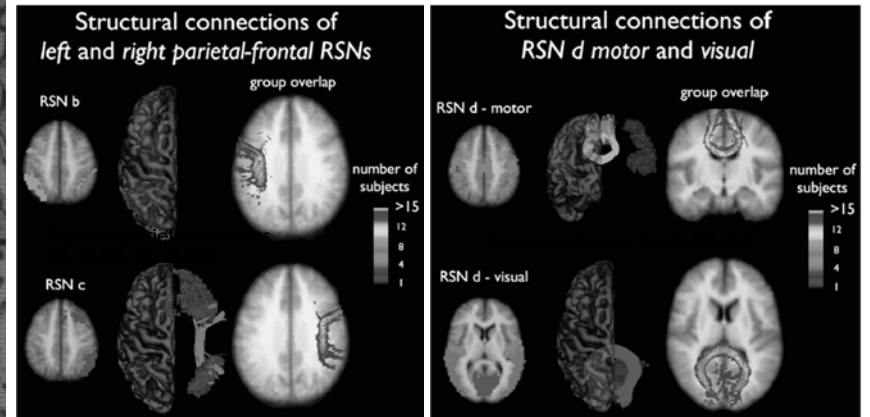 Structural connections of
left and right parietal-frontal RSNs
RSN b
group overlap
number of
subjects
>15
12
8
4
1
RSN c
Structural connections of
RSN d motor and visual
RSN d - motor
group overlap
number of
subjects
>15
12
8
4
1
RSN d - visual